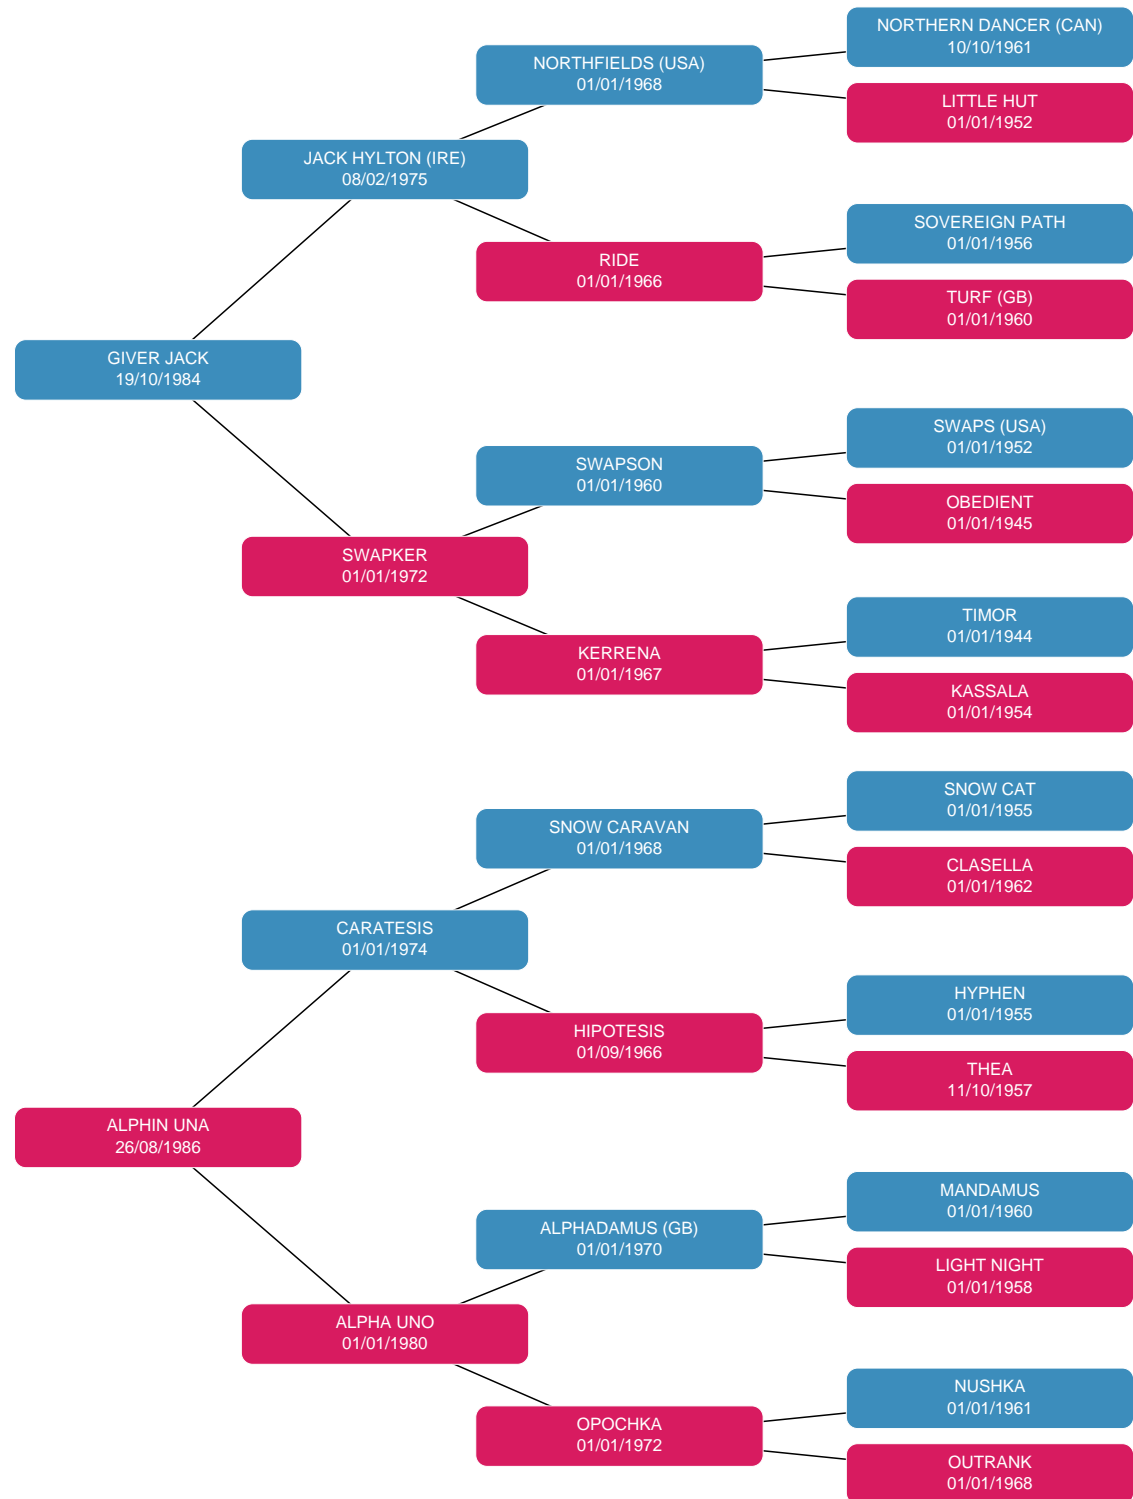 NORTHERN DANCER (CAN)
10/10/1961
NORTHFIELDS (USA)
01/01/1968
LITTLE HUT
01/01/1952
JACK HYLTON (IRE)
08/02/1975
SOVEREIGN PATH
01/01/1956
RIDE
01/01/1966
TURF (GB)
01/01/1960
GIVER JACK
19/10/1984
SWAPS (USA)
01/01/1952
SWAPSON
01/01/1960
OBEDIENT
01/01/1945
SWAPKER
01/01/1972
TIMOR
01/01/1944
KERRENA
01/01/1967
KASSALA
01/01/1954
SNOW CAT
01/01/1955
SNOW CARAVAN
01/01/1968
CLASELLA
01/01/1962
CARATESIS
01/01/1974
HYPHEN
01/01/1955
HIPOTESIS
01/09/1966
THEA
11/10/1957
ALPHIN UNA
26/08/1986
MANDAMUS
01/01/1960
ALPHADAMUS (GB)
01/01/1970
LIGHT NIGHT
01/01/1958
ALPHA UNO
01/01/1980
NUSHKA
01/01/1961
OPOCHKA
01/01/1972
OUTRANK
01/01/1968